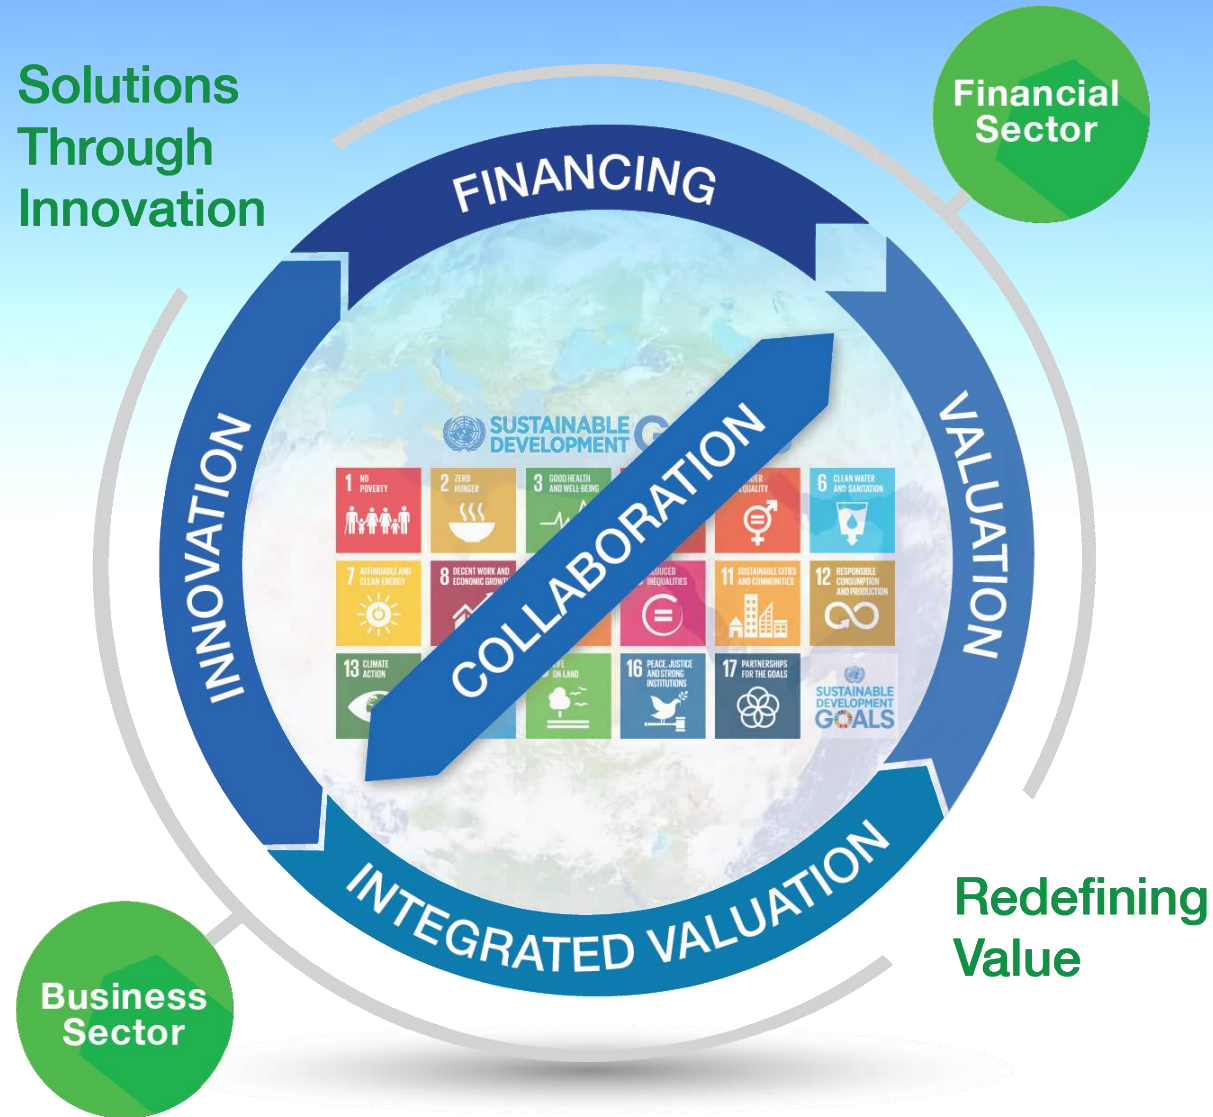 Solutions
Through
Innovation
Financial
Sector
FINANCING
INNOVATION
VALUATION
COLLABORATION
SUSTAINABLE
DEVELOPMENT
1 NO
POVERTY
2 ZERO
HUNGER
3 GOOD HEALTH
AND WELL-BEING
6 CLEAN WATER
AND SANITATION
7 AFFORDABLE AND
CLEAN ENERGY
8 DECENT WORK AND
ECONOMIC GROWTH
INEQUALITIES
11 SUSTAINABLE CITIES
AND COMMUNITIES
12 RESPONSIBLE
CONSUMPTION
AND PRODUCTION
13 CLIMATE
ACTION
ON LAND
16 PEACE, JUSTICE
AND STRONG
INSTITUTIONS
17 PARTNERSHIPS
FOR THE GOALS
SUSTAINABLE
DEVELOPMENT
GOALS
INTEGRATED VALUATION
Redefining
Value
Business
Sector